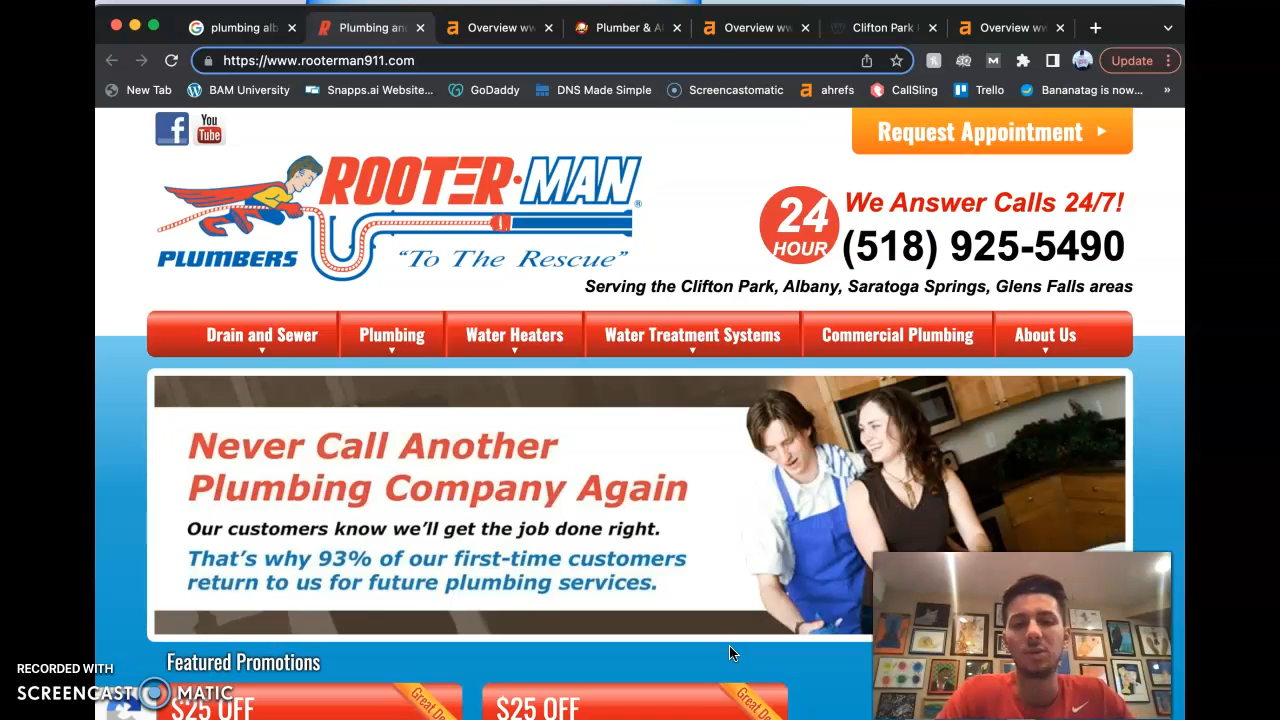 plumbing alb
Plumbing and
Overview ww
Plumber & A
Overview ww
Clifton Park
Overview ww
https://www.rooterman911.com
Update
New Tab
BAM University
Snapps.ai Website...
GoDaddy
DNS Made Simple
Screencastomatic
ahrefs
CallSling
Trello
Bananatag is now...
»
You
Tube
Request Appointment
ROOTER-MAN®
PLUMBERS
"To The Rescue"
24
HOUR
We Answer Calls 24/7!
(518) 925-5490
Serving the Clifton Park, Albany, Saratoga Springs, Glens Falls areas
Drain and Sewer
Plumbing
Water Heaters
Water Treatment Systems
Commercial Plumbing
About Us
Never Call Another
Plumbing Company Again
Our customers know we'll get the job done right.
That's why 93% of our first-time customers
return to us for future plumbing services.
Featured Promotions
$25 OFF
Great De
$25 OFF
Great De
RECORDED WITH
SCREENCAST MATIC